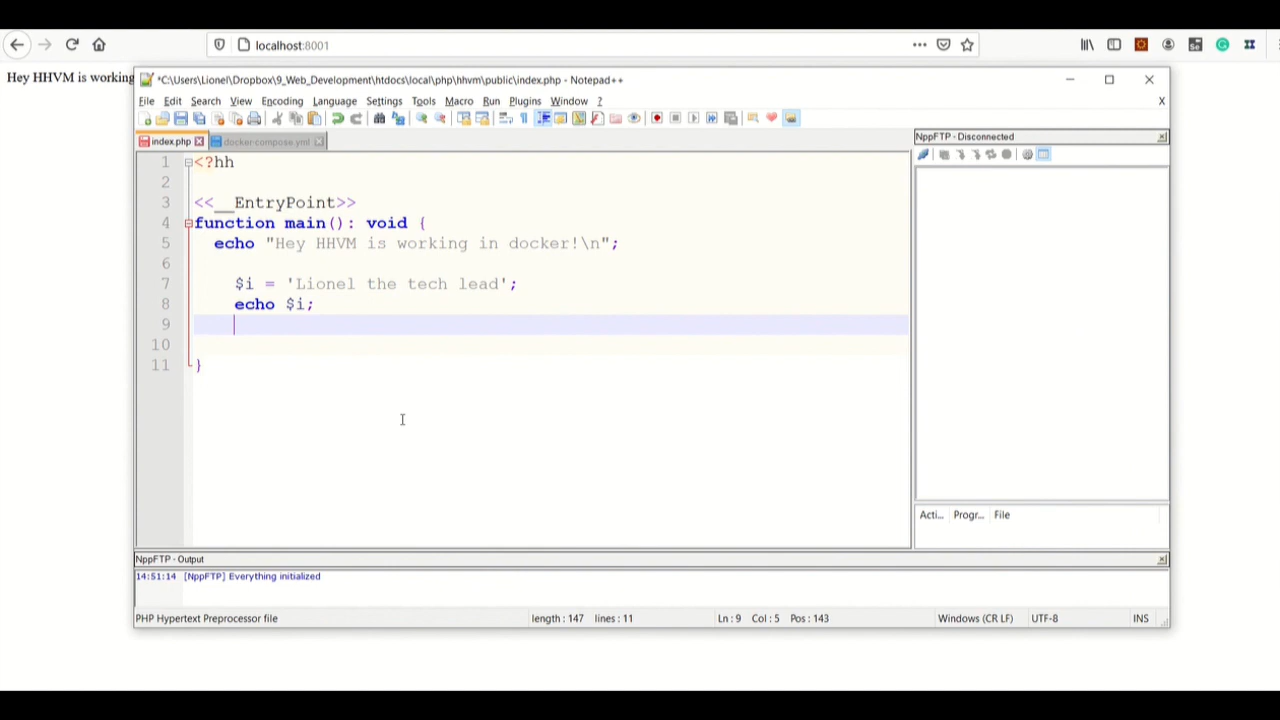 localhost:8001
Hey HHVM is working
*C:\Users\Lionel\Dropbox\9_Web_Development\htdocs\local\php\hhvm\public\index.php - Notepad++
File Edit Search View Encoding Language Settings Tools Macro Run Plugins Window ? X
index.php docker-compose.yml
NppFTP - Disconnected
1 <?hh
2
3 <<__EntryPoint>>
4 function main(): void {
5 echo "Hey HHVM is working in docker!\n";
6
7 $i = 'Lionel the tech lead';
8 echo $i;
9
10
11 }
Acti... Progr... File
NppFTP - Output
14:51:14 [NppFTP] Everything initialized
PHP Hypertext Preprocessor file length : 147 lines : 11 Ln : 9 Col : 5 Pos : 143 Windows (CR LF) UTF-8 INS